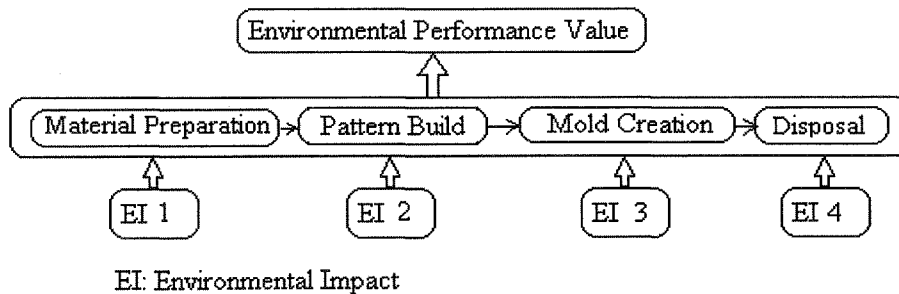 Environmental Performance Value
Material Preparation Pattern Build Mold Creation Disposal
EI 1 EI 2 EI 3 EI 4
EI: Environmental Impact